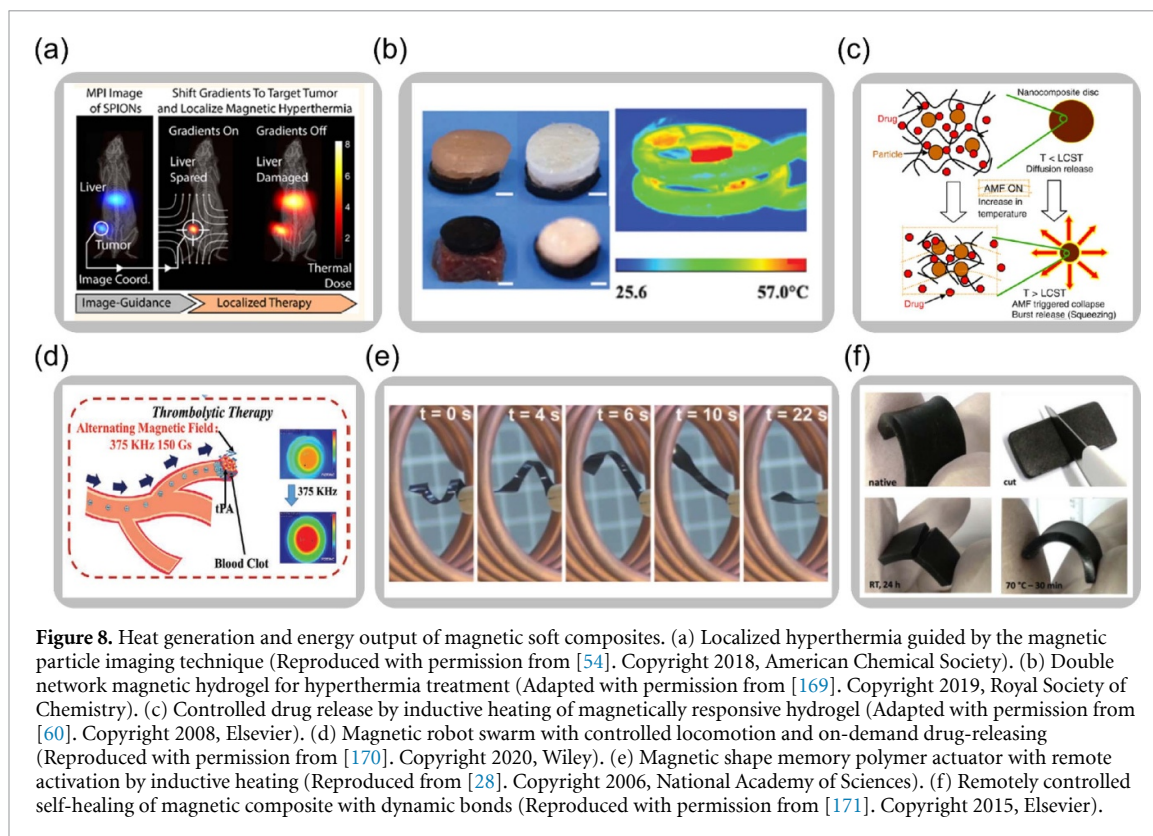 (a)
MPI Image
of SPIONs
Shift Gradients To Target Tumor
and Localize Magnetic Hyperthermia
Gradients On
Gradients Off
Liver
Spared
Liver
Damaged
Liver
Tumor
Image Coord.
8
6
4
2
Thermal
Dose
Image-Guidance
Localized Therapy
(b)
25.6
57.0°C
(c)
Nanocomposite
disc
Drug
Particle
T < LCST
Diffusion release
AMF ON
Increase in
temperature
Drug
T > LCST
AMF triggered collapse
Burst release (Squeezing)
(d)
Thrombolytic Therapy
Alternating Magnetic Field:
375 KHz 150 Gs
tPA
Blood Clot
375 KHz
(e)
t = 0 s
t = 4 s
t = 6 s
t = 10 s
t = 22 s
(f)
native
cut
RT, 24 h
70 °C – 30 min
Figure 8. Heat generation and energy output of magnetic soft composites. (a) Localized hyperthermia guided by the magnetic
particle imaging technique (Reproduced with permission from [54]. Copyright 2018, American Chemical Society). (b) Double
network magnetic hydrogel for hyperthermia treatment (Adapted with permission from [169]. Copyright 2019, Royal Society of
Chemistry). (c) Controlled drug release by inductive heating of magnetically responsive hydrogel (Adapted with permission from
[60]. Copyright 2008, Elsevier). (d) Magnetic robot swarm with controlled locomotion and on-demand drug-releasing
(Reproduced with permission from [170]. Copyright 2020, Wiley). (e) Magnetic shape memory polymer actuator with remote
activation by inductive heating (Reproduced from [28]. Copyright 2006, National Academy of Sciences). (f) Remotely controlled
self-healing of magnetic composite with dynamic bonds (Reproduced with permission from [171]. Copyright 2015, Elsevier).